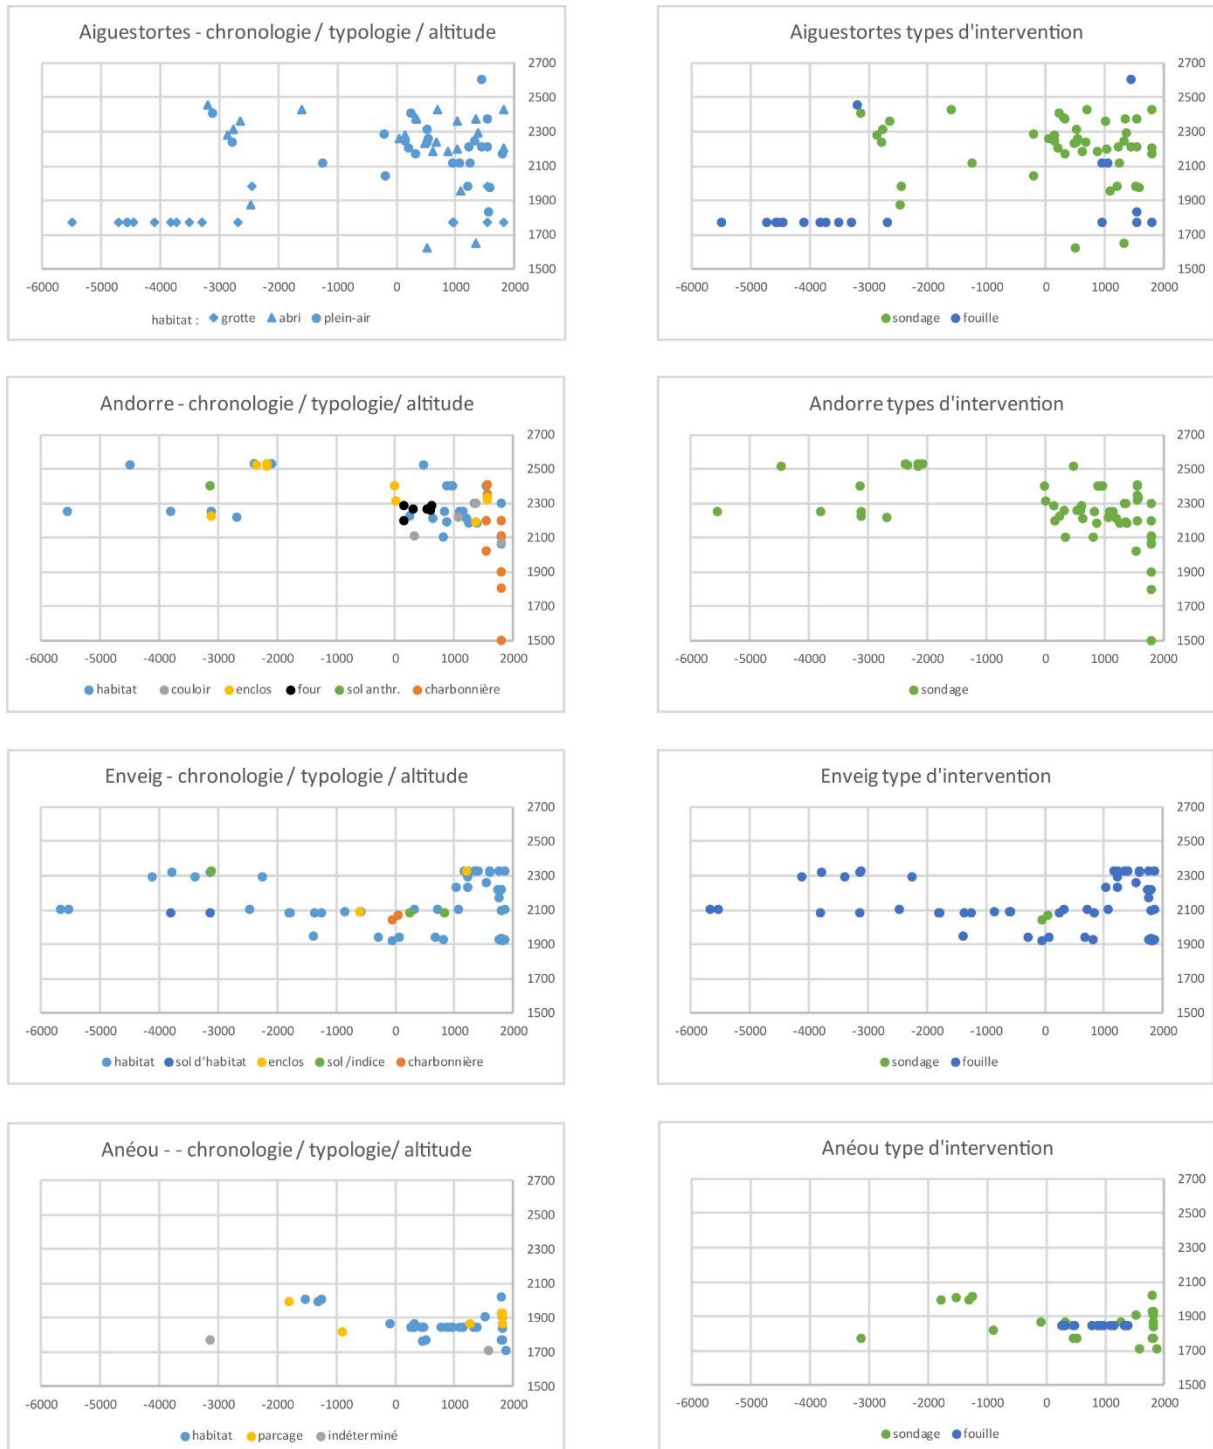 Aiguestortes - chronologie / typologie / altitude
2700
2500
2300
2100
1900
1700
1500
-6000 -5000 -4000 -3000 -2000 -1000 0 1000 2000
habitat : grotte abri plein-air
Aiguestortes types d'intervention
2700
2500
2300
2100
1900
1700
1500
-6000 -5000 -4000 -3000 -2000 -1000 0 1000 2000
sondage fouille
Andorre - chronologie / typologie/ altitude
2700
2500
2300
2100
1900
1700
1500
-6000 -5000 -4000 -3000 -2000 -1000 0 1000 2000
habitat couloir enclos four sol anthr. charbonnière
Andorre types d'intervention
2700
2500
2300
2100
1900
1700
1500
-6000 -5000 -4000 -3000 -2000 -1000 0 1000 2000
sondage
Enveig - chronologie / typologie / altitude
2700
2500
2300
2100
1900
1700
1500
-6000 -5000 -4000 -3000 -2000 -1000 0 1000 2000
habitat sol d'habitat enclos sol /indice charbonnière
Enveig type d'intervention
2700
2500
2300
2100
1900
1700
1500
-6000 -5000 -4000 -3000 -2000 -1000 0 1000 2000
sondage fouille
Anéou - - chronologie / typologie/ altitude
2700
2500
2300
2100
1900
1700
1500
-6000 -5000 -4000 -3000 -2000 -1000 0 1000 2000
habitat parcage indéterminé
Anéou type d'intervention
2700
2500
2300
2100
1900
1700
1500
-6000 -5000 -4000 -3000 -2000 -1000 0 1000 2000
sondage fouille